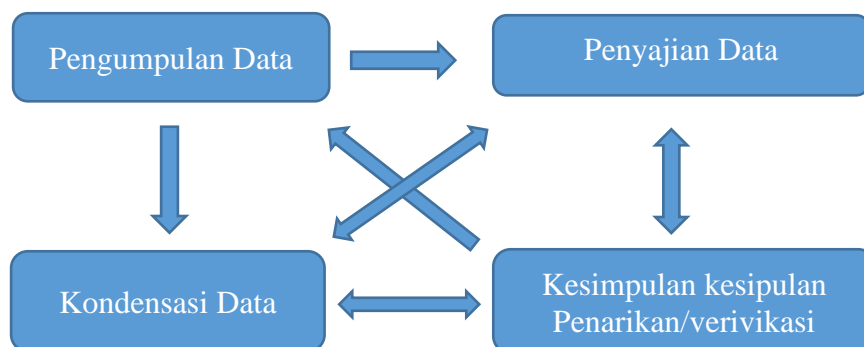 Pengumpulan Data
Penyajian Data
Kondensasi Data
Kesimpulan kesipulan
Penarikan/verivikasi